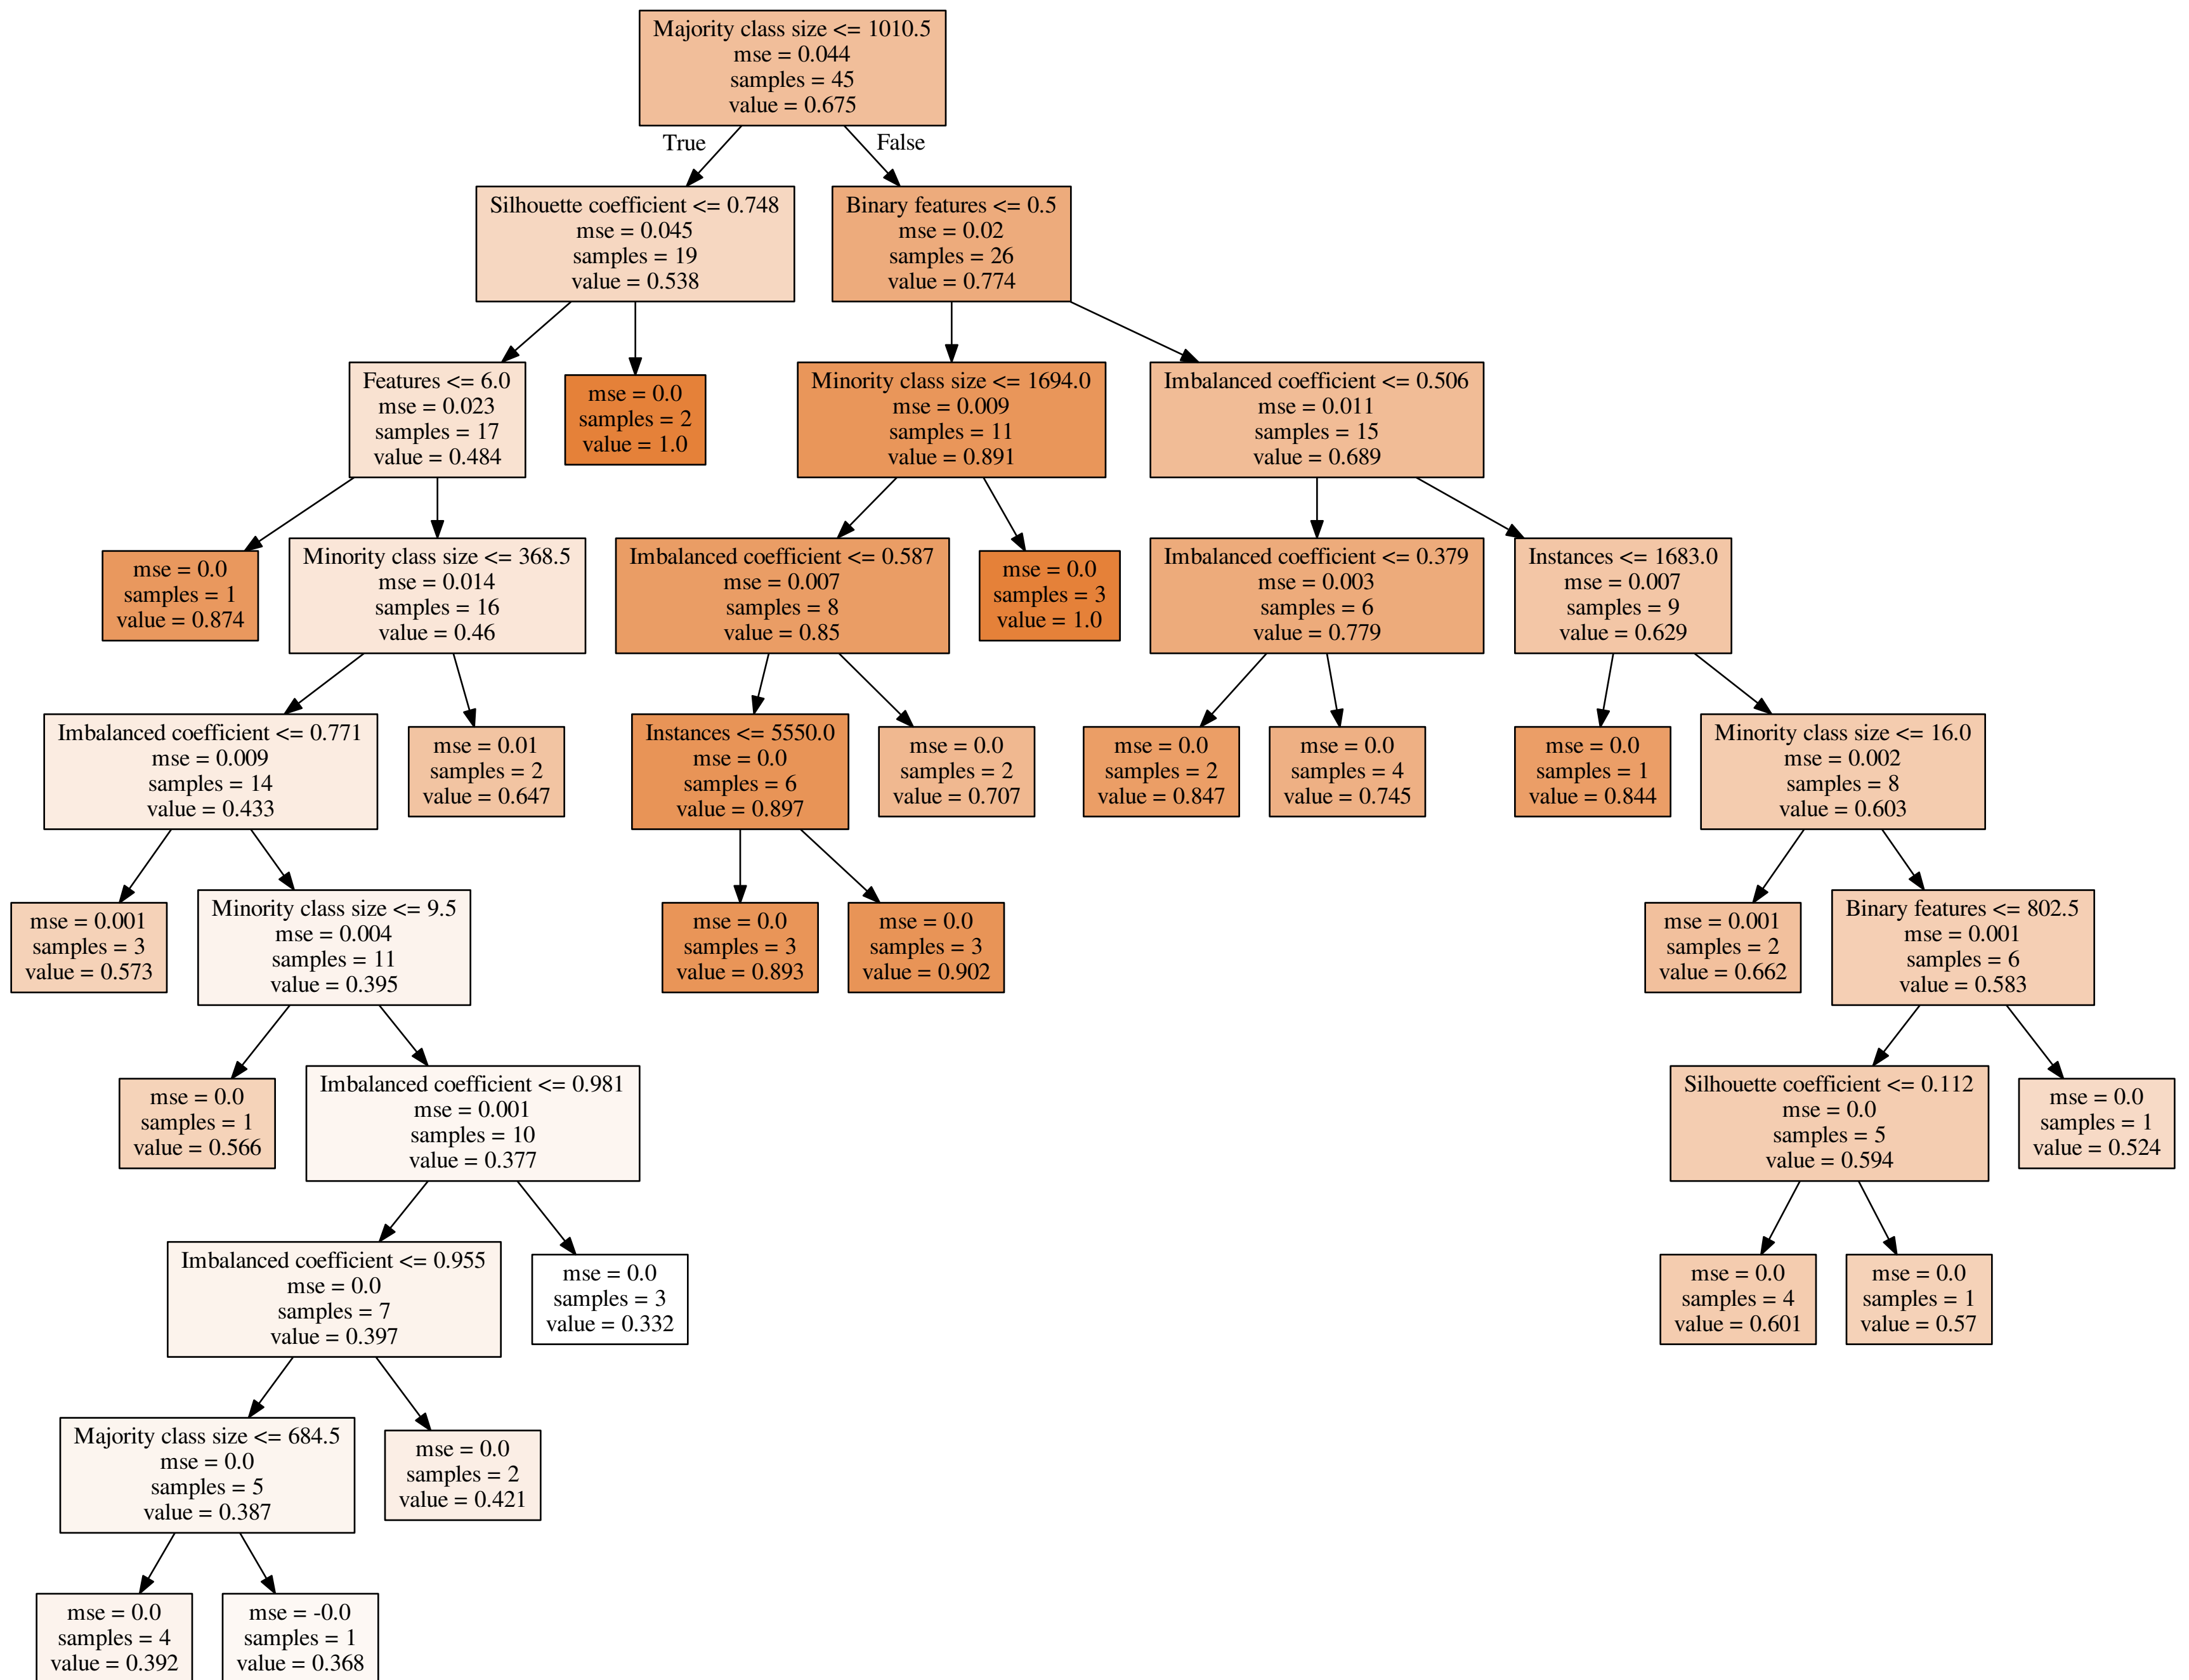 Majority class size <= 1010.5
mse = 0.044
samples = 45
value = 0.675
True
False
Silhouette coefficient <= 0.748
mse = 0.045
samples = 19
value = 0.538
Binary features <= 0.5
mse = 0.02
samples = 26
value = 0.774
Features <= 6.0
mse = 0.023
samples = 17
value = 0.484
mse = 0.0
samples = 2
value = 1.0
Minority class size <= 1694.0
mse = 0.009
samples = 11
value = 0.891
Imbalanced coefficient <= 0.506
mse = 0.011
samples = 15
value = 0.689
mse = 0.0
samples = 1
value = 0.874
Minority class size <= 368.5
mse = 0.014
samples = 16
value = 0.46
Imbalanced coefficient <= 0.587
mse = 0.007
samples = 8
value = 0.85
mse = 0.0
samples = 3
value = 1.0
Imbalanced coefficient <= 0.379
mse = 0.003
samples = 6
value = 0.779
Instances <= 1683.0
mse = 0.007
samples = 9
value = 0.629
Imbalanced coefficient <= 0.771
mse = 0.009
samples = 14
value = 0.433
mse = 0.01
samples = 2
value = 0.647
Instances <= 5550.0
mse = 0.0
samples = 6
value = 0.897
mse = 0.0
samples = 2
value = 0.707
mse = 0.0
samples = 2
value = 0.847
mse = 0.0
samples = 4
value = 0.745
mse = 0.0
samples = 1
value = 0.844
Minority class size <= 16.0
mse = 0.002
samples = 8
value = 0.603
mse = 0.001
samples = 3
value = 0.573
Minority class size <= 9.5
mse = 0.004
samples = 11
value = 0.395
mse = 0.0
samples = 3
value = 0.893
mse = 0.0
samples = 3
value = 0.902
mse = 0.001
samples = 2
value = 0.662
Binary features <= 802.5
mse = 0.001
samples = 6
value = 0.583
mse = 0.0
samples = 1
value = 0.566
Imbalanced coefficient <= 0.981
mse = 0.001
samples = 10
value = 0.377
Silhouette coefficient <= 0.112
mse = 0.0
samples = 5
value = 0.594
mse = 0.0
samples = 1
value = 0.524
Imbalanced coefficient <= 0.955
mse = 0.0
samples = 7
value = 0.397
mse = 0.0
samples = 3
value = 0.332
mse = 0.0
samples = 4
value = 0.601
mse = 0.0
samples = 1
value = 0.57
Majority class size <= 684.5
mse = 0.0
samples = 5
value = 0.387
mse = 0.0
samples = 2
value = 0.421
mse = 0.0
samples = 4
value = 0.392
mse = -0.0
samples = 1
value = 0.368